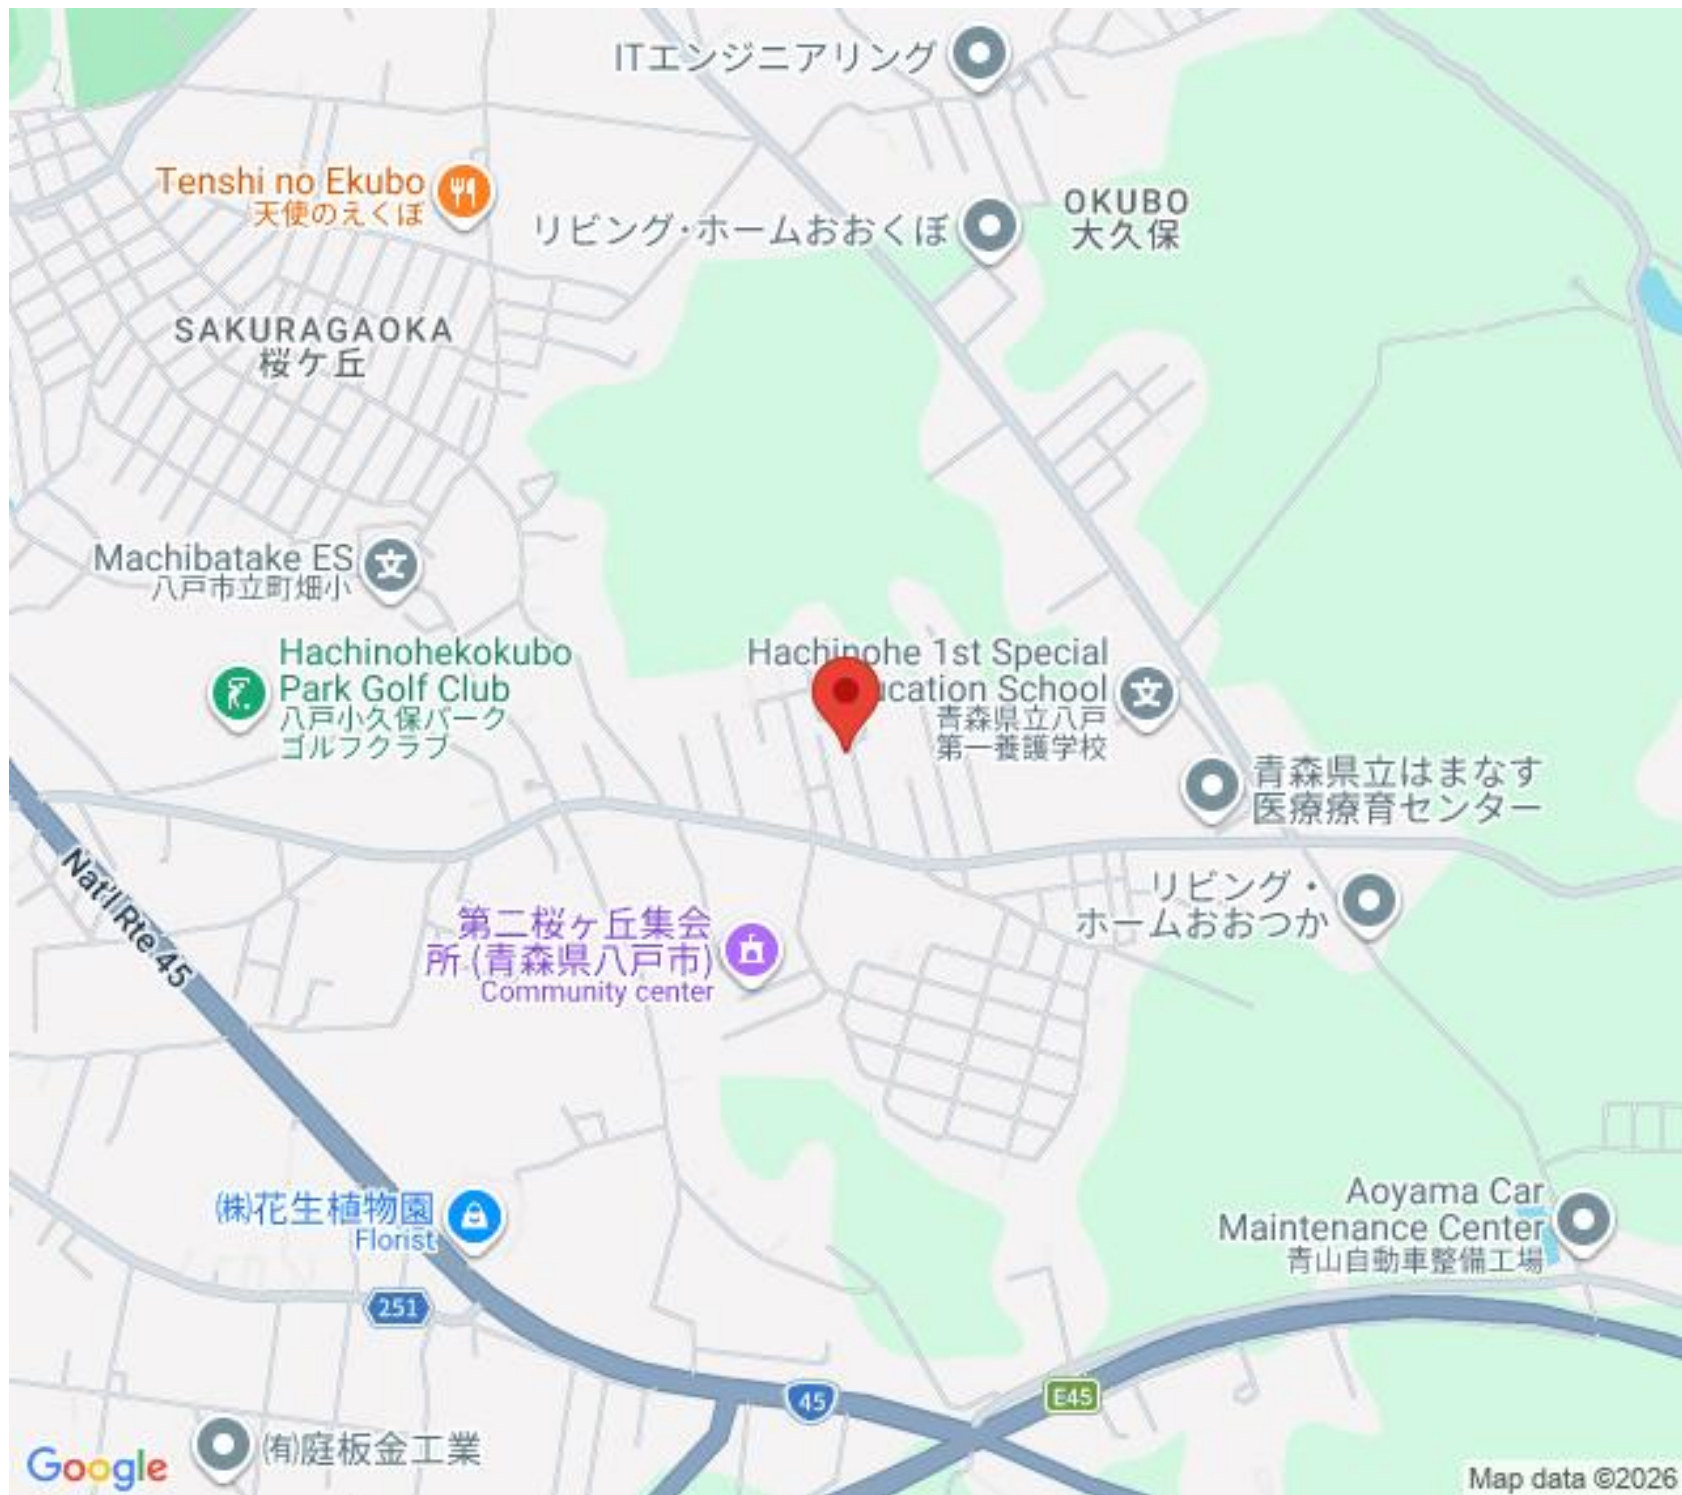 ITエンジニアリング
Tenshi no Ekubo
天使のえくぼ
リビング・ホームおおくぼ
OKUBO
大久保
SAKURAGAOKA
桜ケ丘
Machibatake ES
八戸市立町畑小
Hachinohekokubo
Park Golf Club
八戸小久保パーク
ゴルフクラブ
Hachinohe 1st Special
ucation School
青森県立八戸
第一養護学校
青森県立はまなす
医療療育センター
Nat'l Rte 45
リビング・
ホームおおつか
第二桜ヶ丘集会
所 (青森県八戸市)
Community center
㈱花生植物園
Florist
251
Aoyama Car
Maintenance Center
青山自動車整備工場
45
E45
㈲庭板金工業
Google
Map data ©2026